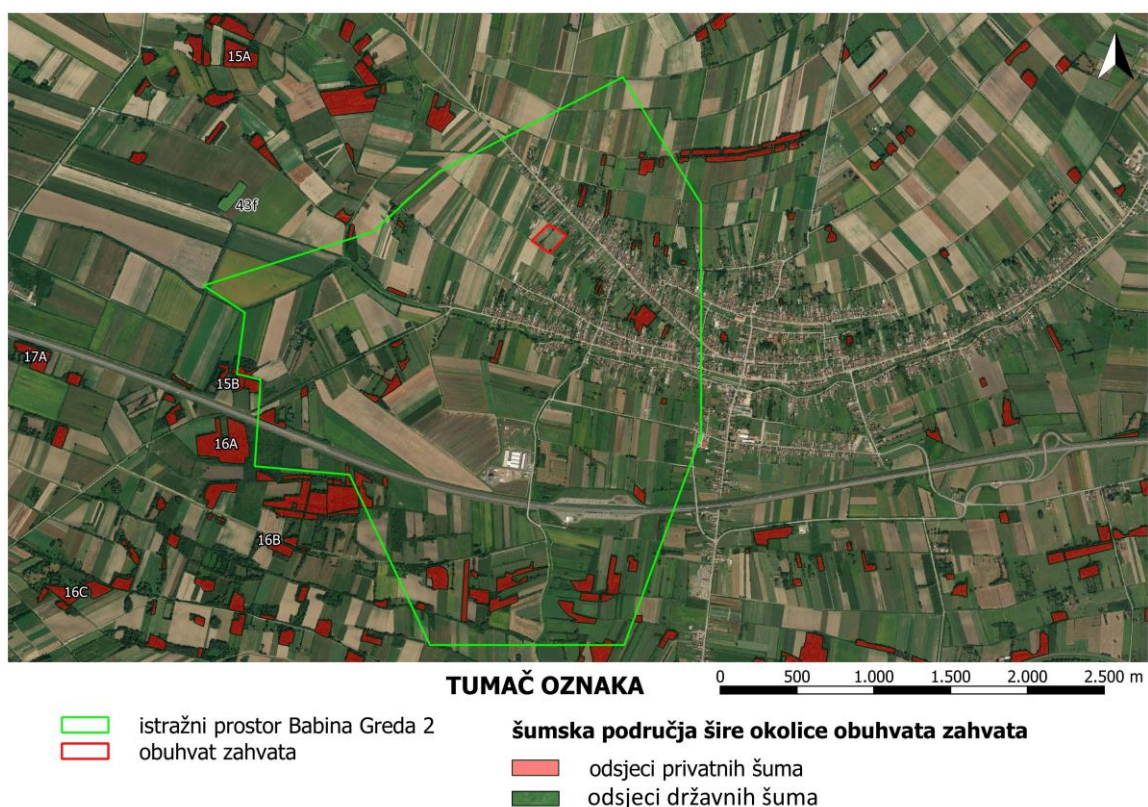 15A
43f
17A
15B
16A
16B
16C
TUMAČ OZNAKA
0 500 1.000 1.500 2.000 2.500 m
istražni prostor Babina Greda 2
obuhvat zahvata
šumska područja šire okolice obuhvata zahvata
odsjeci privatnih šuma
odsjeci državnih šuma